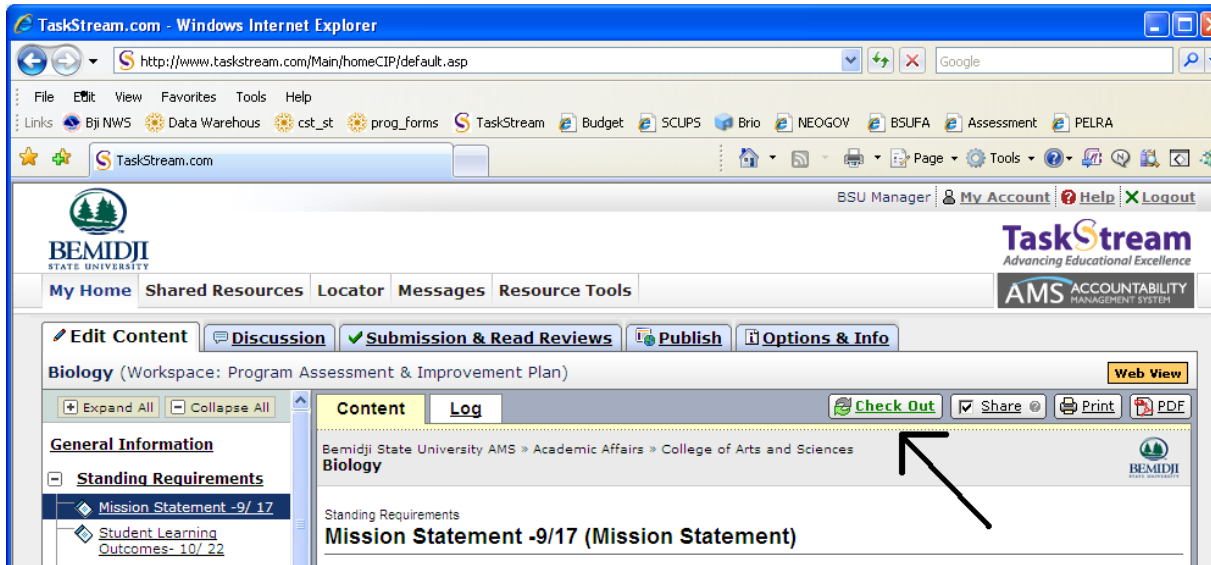 TaskStream.com - Windows Internet Explorer
http://www.taskstream.com/Main/homeCIP/default.asp
Google
File Edit View Favorites Tools Help
Links Bji NWS Data Warehous cst_st prog_forms TaskStream Budget SCUPS Brio NEOGOV BSUFA Assessment PELRA
TaskStream.com
Page Tools
BSU Manager My Account Help Logout
BEMIDJI
STATE UNIVERSITY
TaskStream
Advancing Educational Excellence
My Home Shared Resources Locator Messages Resource Tools
AMS ACCOUNTABILITY
MANAGEMENT SYSTEM
Edit Content Discussion Submission & Read Reviews Publish Options & Info
Biology (Workspace: Program Assessment & Improvement Plan)
Web View
Expand All Collapse All
Content Log
Check Out Share Print PDF
General Information
Standing Requirements
Mission Statement -9/ 17
Student Learning
Outcomes- 10/ 22
Bemidji State University AMS » Academic Affairs » College of Arts and Sciences
Biology
BEMIDJI
STATE UNIVERSITY
Standing Requirements
Mission Statement -9/17 (Mission Statement)